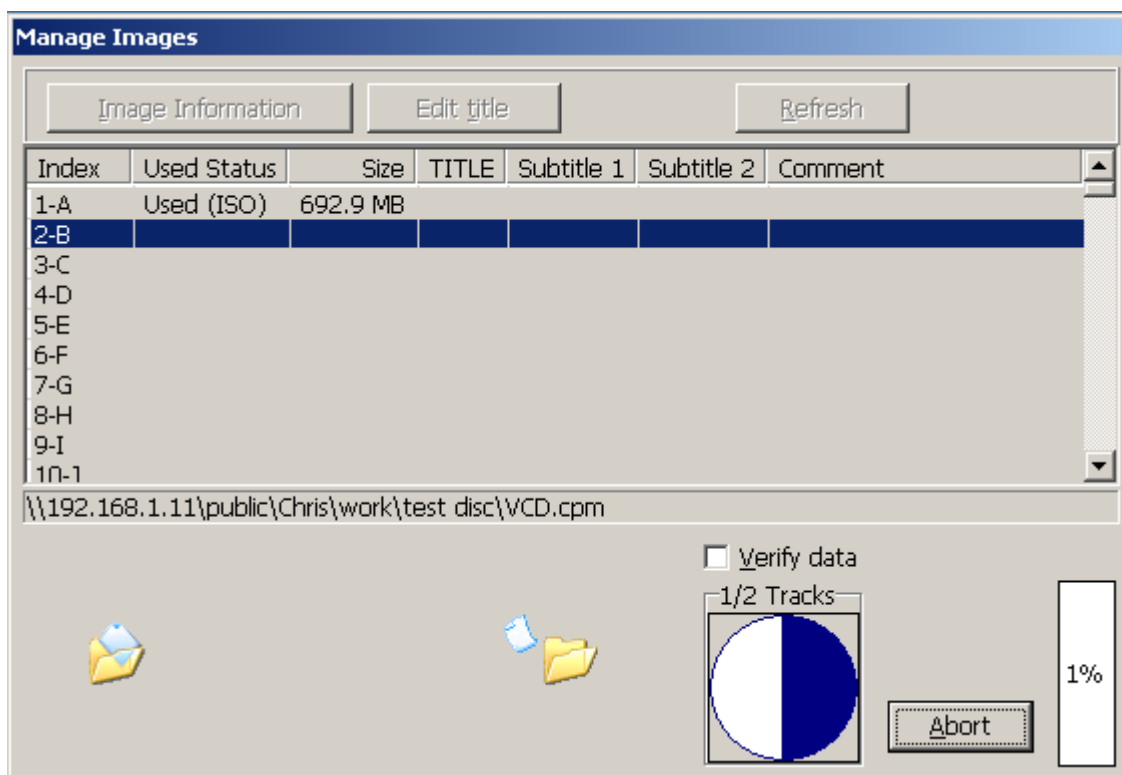 Manage Images
Image Information Edit title Refresh
Index Used Status Size TITLE Subtitle 1 Subtitle 2 Comment
1-A Used (ISO) 692.9 MB
2-B
3-C
4-D
5-E
6-F
7-G
8-H
9-I
10-J
\\192.168.1.11\public\Chris\work\test disc\VCD.cpm
Verify data
1/2 Tracks
1%
Abort